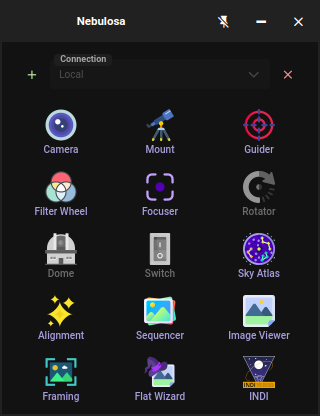 Nebulosa
Connection
Local
Camera
Mount
Guider
Filter Wheel
Focuser
Rotator
Dome
Switch
Sky Atlas
Alignment
Sequencer
Image Viewer
Framing
Flat Wizard
INDI
INDI